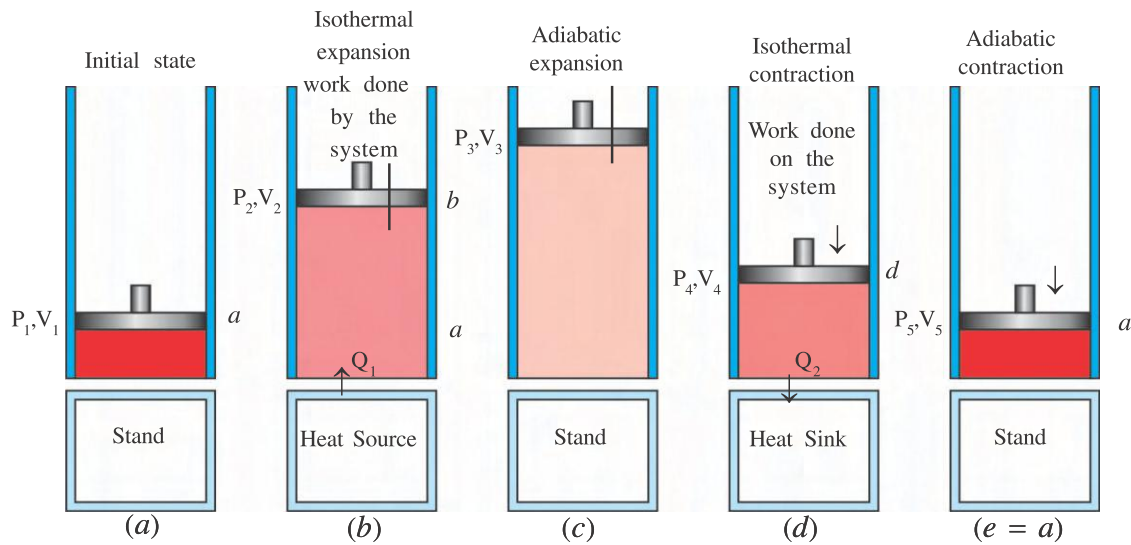 Initial state
P1,V1
a
Stand
(a)
Isothermal
expansion
work done
by the
system
P2,V2
b
a
Q1
Heat Source
(b)
Adiabatic
expansion
P3,V3
Stand
(c)
Isothermal
contraction
Work done
on the
system
P4,V4
d
Q2
Heat Sink
(d)
Adiabatic
contraction
P5,V5
a
Stand
(e = a)